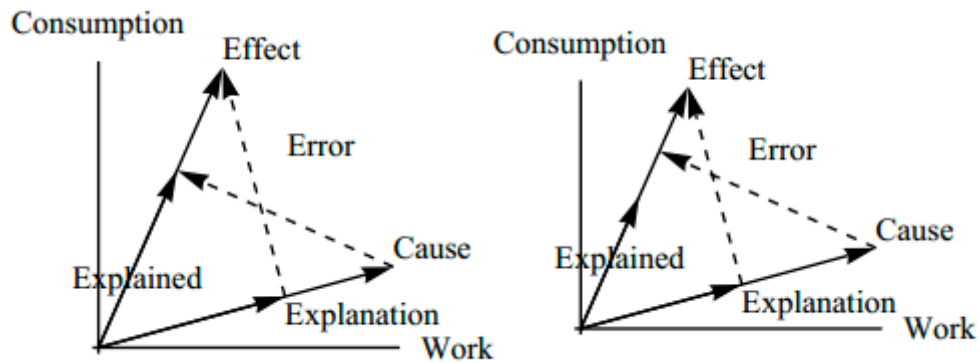 Consumption
Effect
Error
Cause
Explained
Explanation
Work
Consumption
Effect
Error
Cause
Explained
Explanation
Work